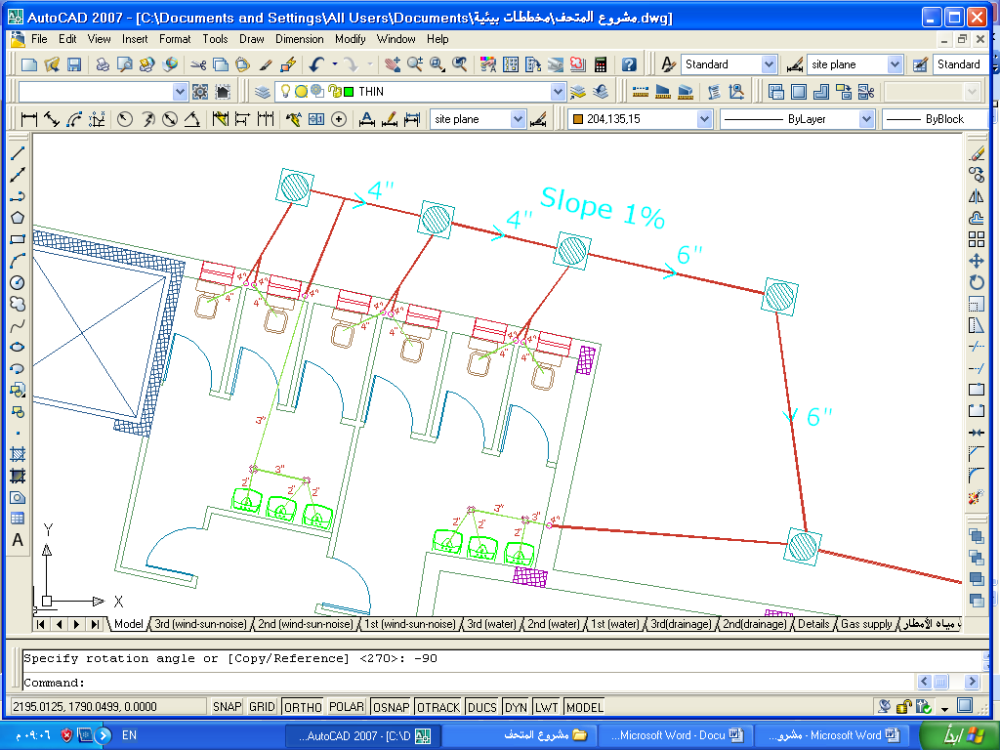 AutoCAD 2007 - [C:\Documents and Settings\All Users\Documents\مشروع المتحف\مخططات بيئية.dwg]
File Edit View Insert Format Tools Draw Dimension Modify Window Help
Standard site plane Standard
THIN
site plane 204,135,15 ByLayer ByBlock
4"
4"
Slope 1%
6"
4" 4"
4" 4"
4" 4"
4" 4"
4" 4"
4" 4"
6"
3"
3"
2" 2" 2"
3" 3" 4"
2" 2" 2"
Y
X
Model 3rd (wind-sun-noise) 2nd (wind-sun-noise) 1st (wind-sun-noise) 3rd (water) 2nd (water) 1st (water) 3rd(drainage) 2nd(drainage) Details Gas supply مياه الأمطار
Specify rotation angle or [Copy/Reference] <270>: -90
Command:
2195.0125, 1790.0499, 0.0000 SNAP GRID ORTHO POLAR OSNAP OTRACK DUCS DYN LWT MODEL
٠٩:٠٦ م EN AutoCAD 2007 - [C:\D... مشروع المتحف Microsoft Word - Docu... مشرو - Microsoft Word... ابدأ